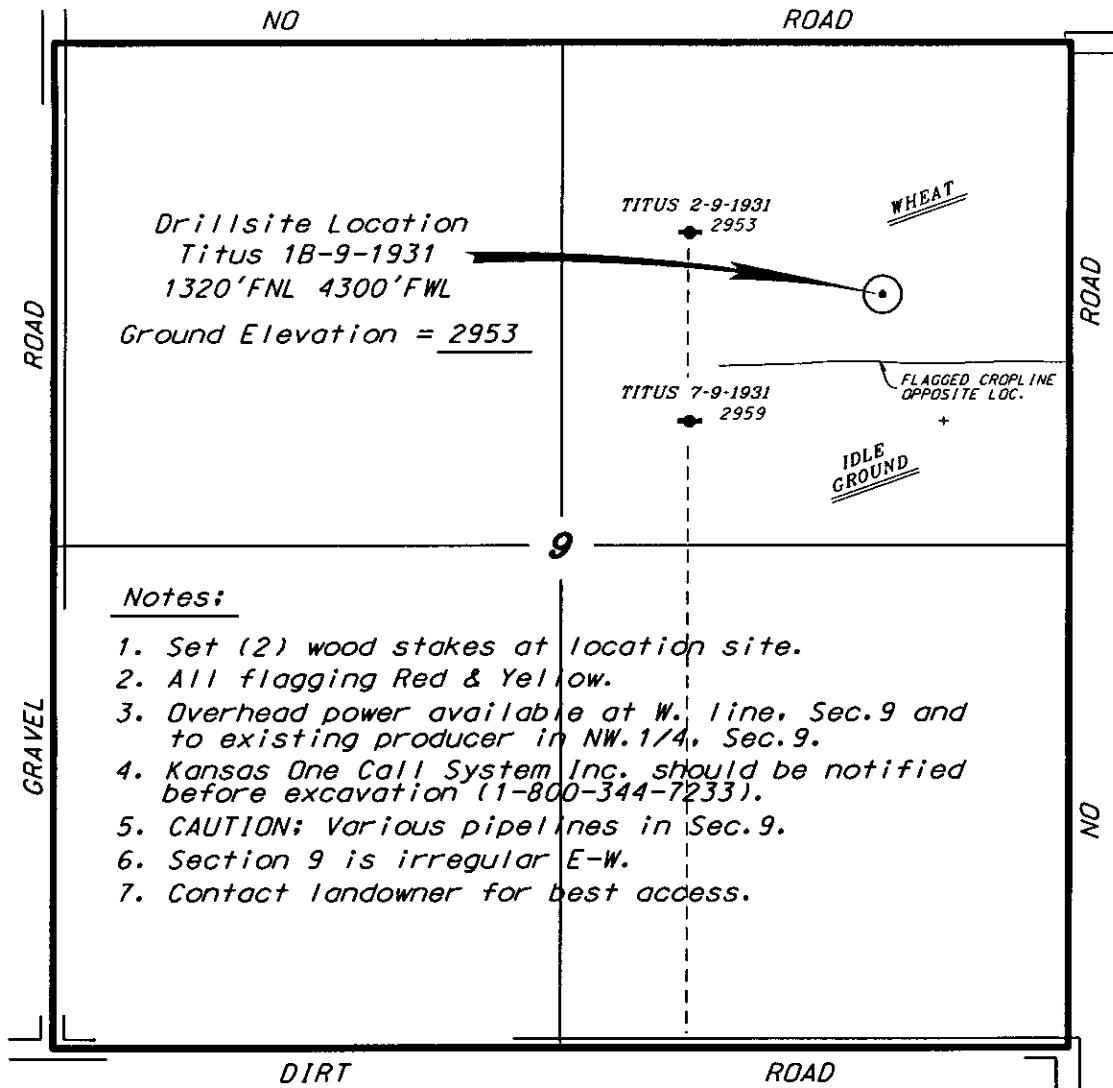 NO ROAD
TITUS 2-9-1931
2953
WHEAT
Drillsite Location
Titus 1B-9-1931
1320'FNL 4300'FWL
Ground Elevation = 2953
ROAD
ROAD
FLAGGED CROPLINE
OPPOSITE LOC.
TITUS 7-9-1931
2959
IDLE
GROUND
9
Notes:
1. Set (2) wood stakes at location site.
2. All flagging Red & Yellow.
3. Overhead power available at W. line, Sec.9 and
to existing producer in NW.1/4, Sec.9.
4. Kansas One Call System Inc. should be notified
before excavation (1-800-344-7233).
5. CAUTION: Various pipelines in Sec.9.
6. Section 9 is irregular E-W.
7. Contact landowner for best access.
GRAVEL
NO
DIRT ROAD